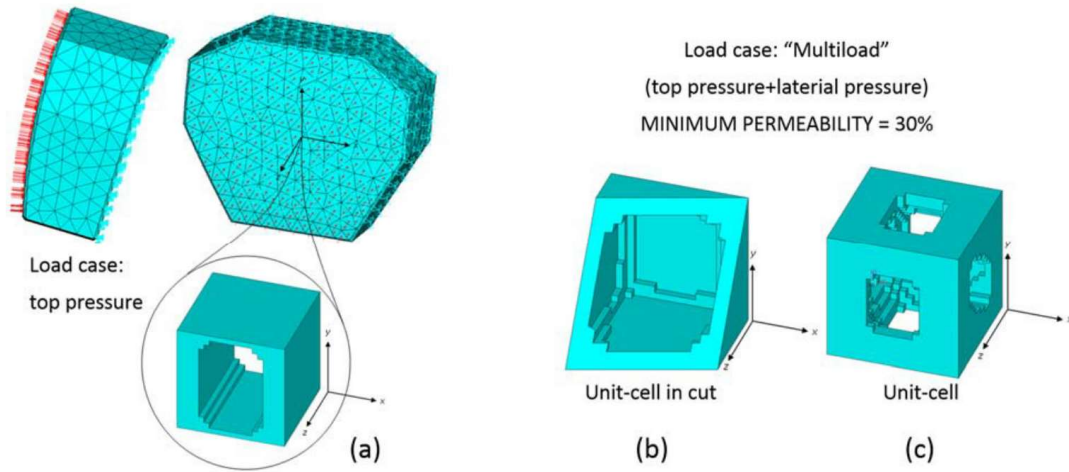 Load case:
top pressure
y
x
z
(a)
Load case: “Multiload”
(top pressure+laterial pressure)
MINIMUM PERMEABILITY = 30%
y
x
z
Unit-cell in cut
(b)
y
x
z
Unit-cell
(c)